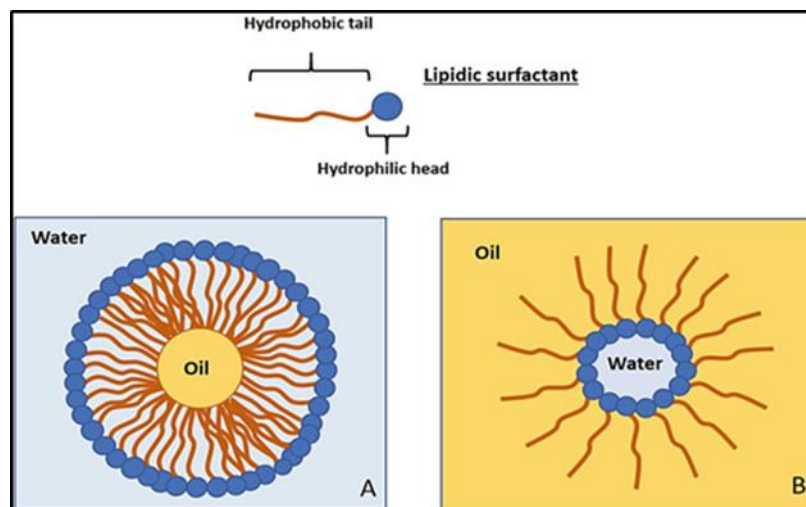 Hydrophobic tail
Lipidic surfactant
Hydrophilic head
Water
Oil
A
Oil
Water
B